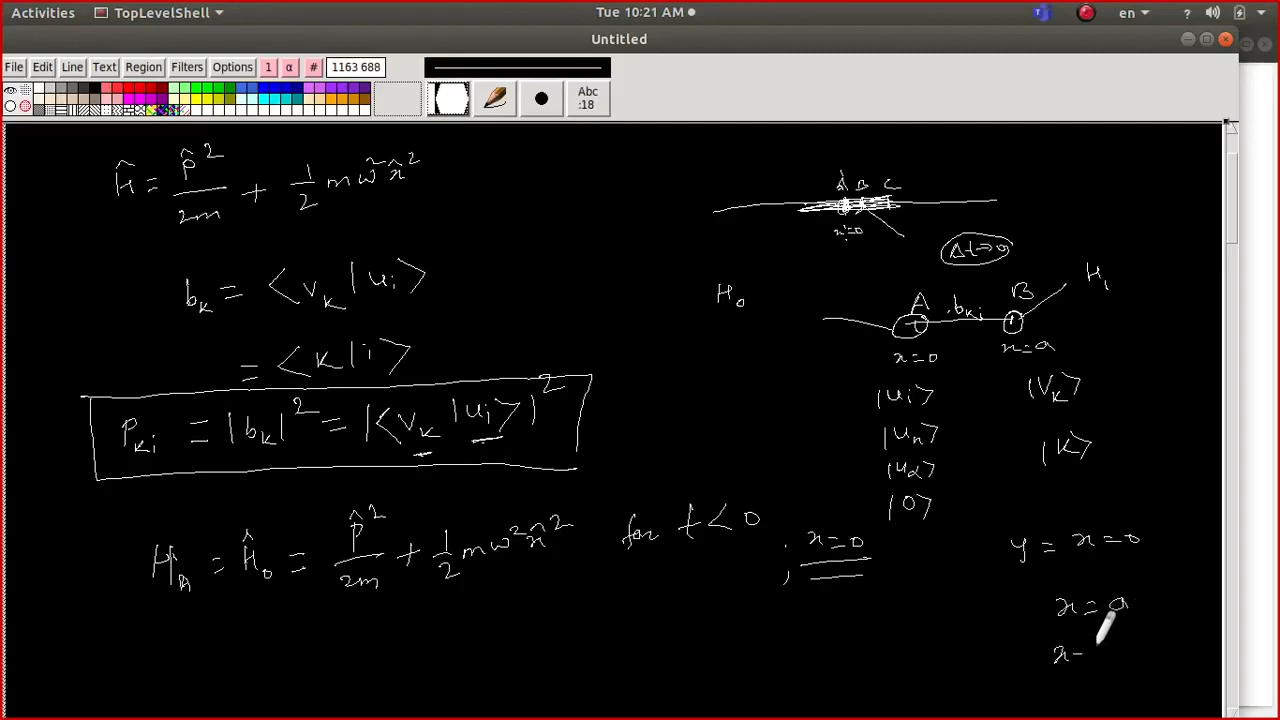 Activities TopLevelShell Tue 10:21 AM en ?
Untitled
File Edit Line Text Region Filters Options 1 α # 1163 688
Abc
:18
Ĥ = p̂²/2m + 1/2 mω²x̂²
A B C
x=0
Δt→0
b_k = ⟨v_k|u_i⟩
H_0
A b_ki B H_1
x=0 x=a
= ⟨k|i⟩
|u_i⟩ |v_k⟩
P_ki = |b_k|² = |⟨v_k|u_i⟩|²
|u_n⟩ |k⟩
|u_α⟩
|0⟩
H_A = Ĥ_0 = p̂²/2m + 1/2 mω²x̂² for t<0 ; x=0
y = x=0
x=a
x-